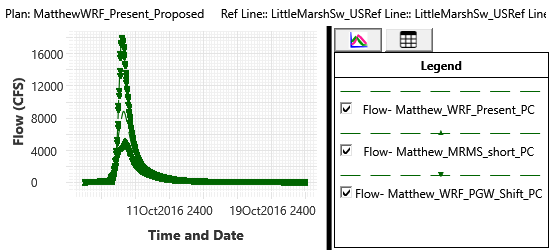 Plan: MatthewWRF_Present_Proposed Ref Line:: LittleMarshSw_USRef Line:: LittleMarshSw_USRef Line
Legend
Flow (CFS)
16000
12000
8000
4000
0
Flow- Matthew_WRF_Present_PC
Flow- Matthew_MRMS_short_PC
Flow- Matthew_WRF_PGW_Shift_PC
11Oct2016 2400 19Oct2016 2400
Time and Date